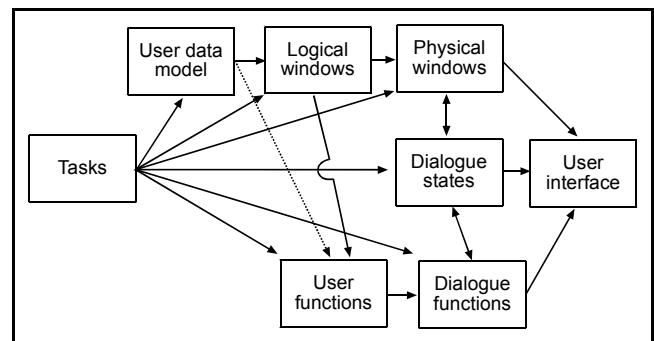 User data
model
Logical
windows
Physical
windows
Tasks
Dialogue
states
User
interface
User
functions
Dialogue
functions